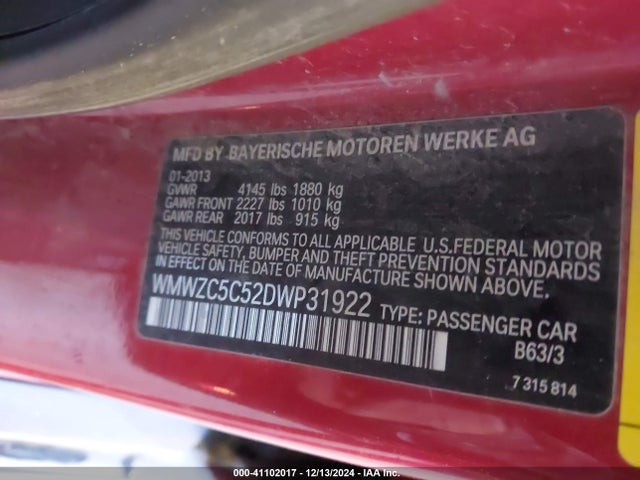 MFD BY BAYERISCHE MOTOREN WERKE AG
01-2013
GVWR 4145 lbs 1880 kg
GAWR FRONT 2227 lbs 1010 kg
GAWR REAR 2017 lbs 915 kg
THIS VEHICLE CONFORMS TO ALL APPLICABLE U.S.FEDERAL MOTOR
VEHICLE SAFETY, BUMPER AND THEFT PREVENTION STANDARDS
IN EFFECT ON THE DATE OF MANUFACTURE SHOWN ABOVE.
WMWZC5C52DWP31922 TYPE: PASSENGER CAR
B63/3
7 315 814
000-41102017 - 12/13/2024 - IAA Inc.